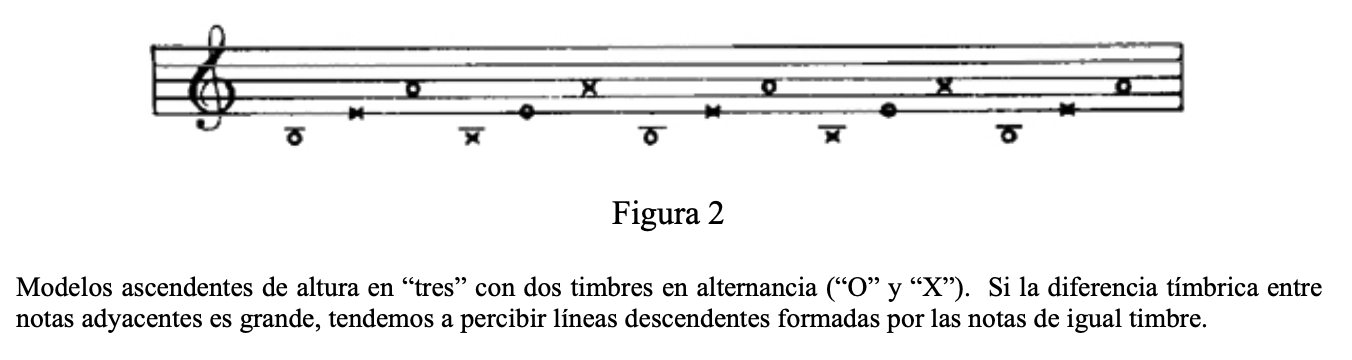 Figura 2
Modelos ascendentes de altura en “tres” con dos timbres en alternancia (“O” y “X”).  Si la diferencia tímbrica entre
notas adyacentes es grande, tendemos a percibir líneas descendentes formadas por las notas de igual timbre.